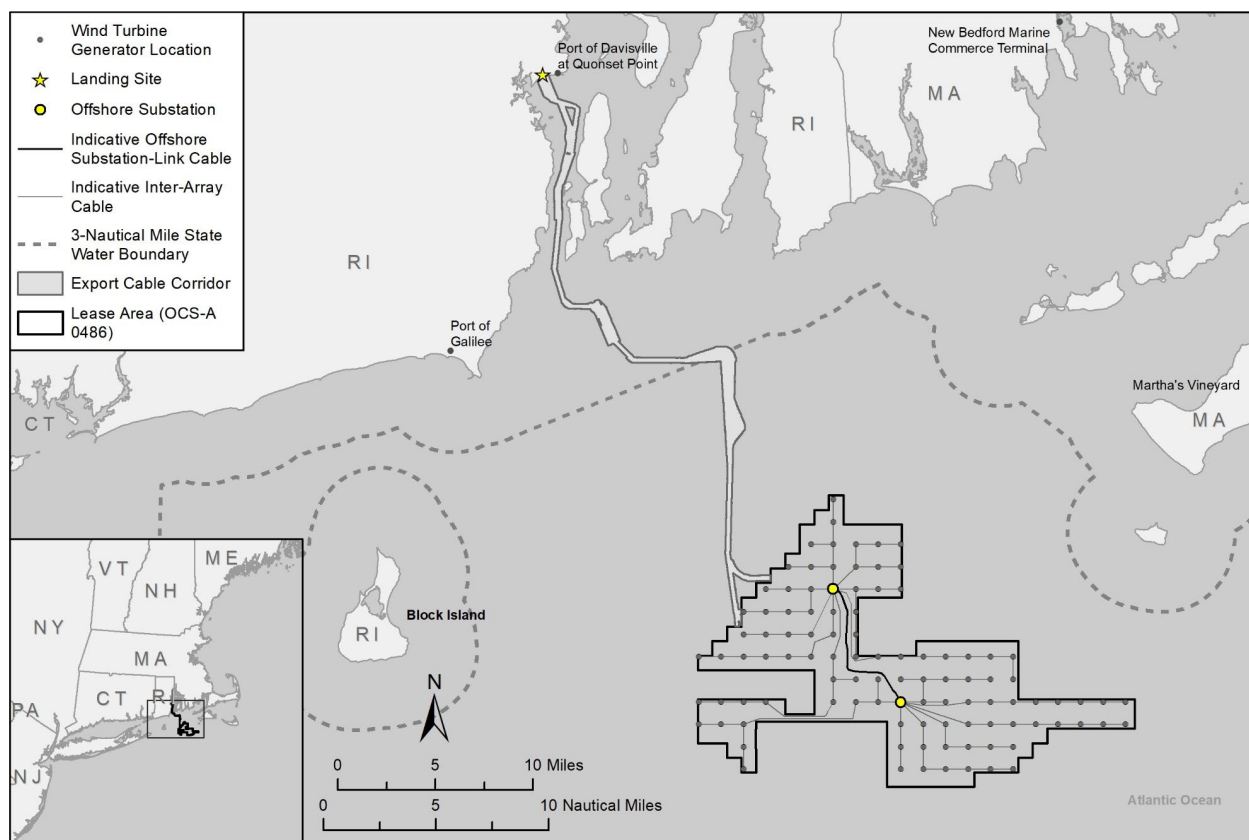 Wind Turbine
Generator Location
Landing Site
Offshore Substation
Indicative Offshore
Substation-Link Cable
Indicative Inter-Array
Cable
3-Nautical Mile State
Water Boundary
Export Cable Corridor
Lease Area (OCS-A
0486)
Port of Davisville
at Quonset Point
New Bedford Marine
Commerce Terminal
MA
RI
RI
Port of
Galilee
Martha's Vineyard
MA
CT
Block Island
RI
N
0 5 10 Miles
0 5 10 Nautical Miles
Atlantic Ocean
ME
VT
NH
NY
MA
CT
R
PA
NJ